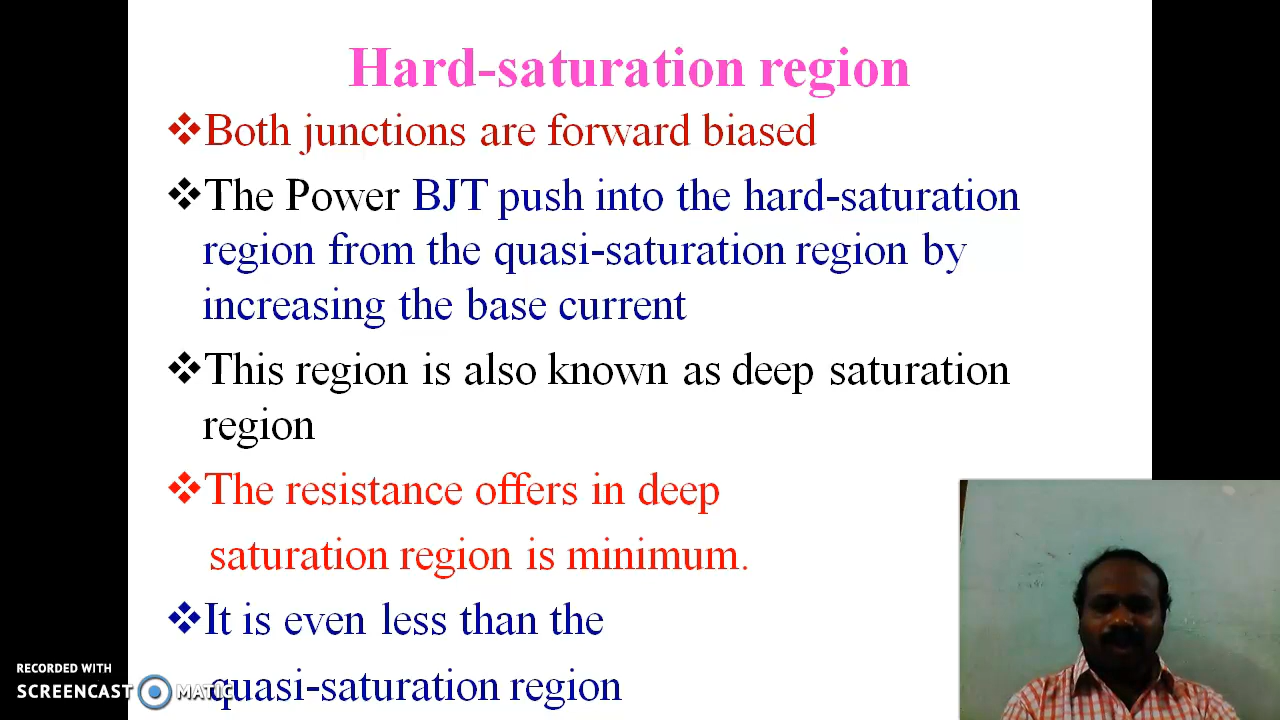 Hard-saturation region
❖Both junctions are forward biased
❖The Power BJT push into the hard-saturation
region from the quasi-saturation region by
increasing the base current
❖This region is also known as deep saturation
region
❖The resistance offers in deep
saturation region is minimum.
❖It is even less than the
quasi-saturation region
RECORDED WITH
SCREENCAST MATIC